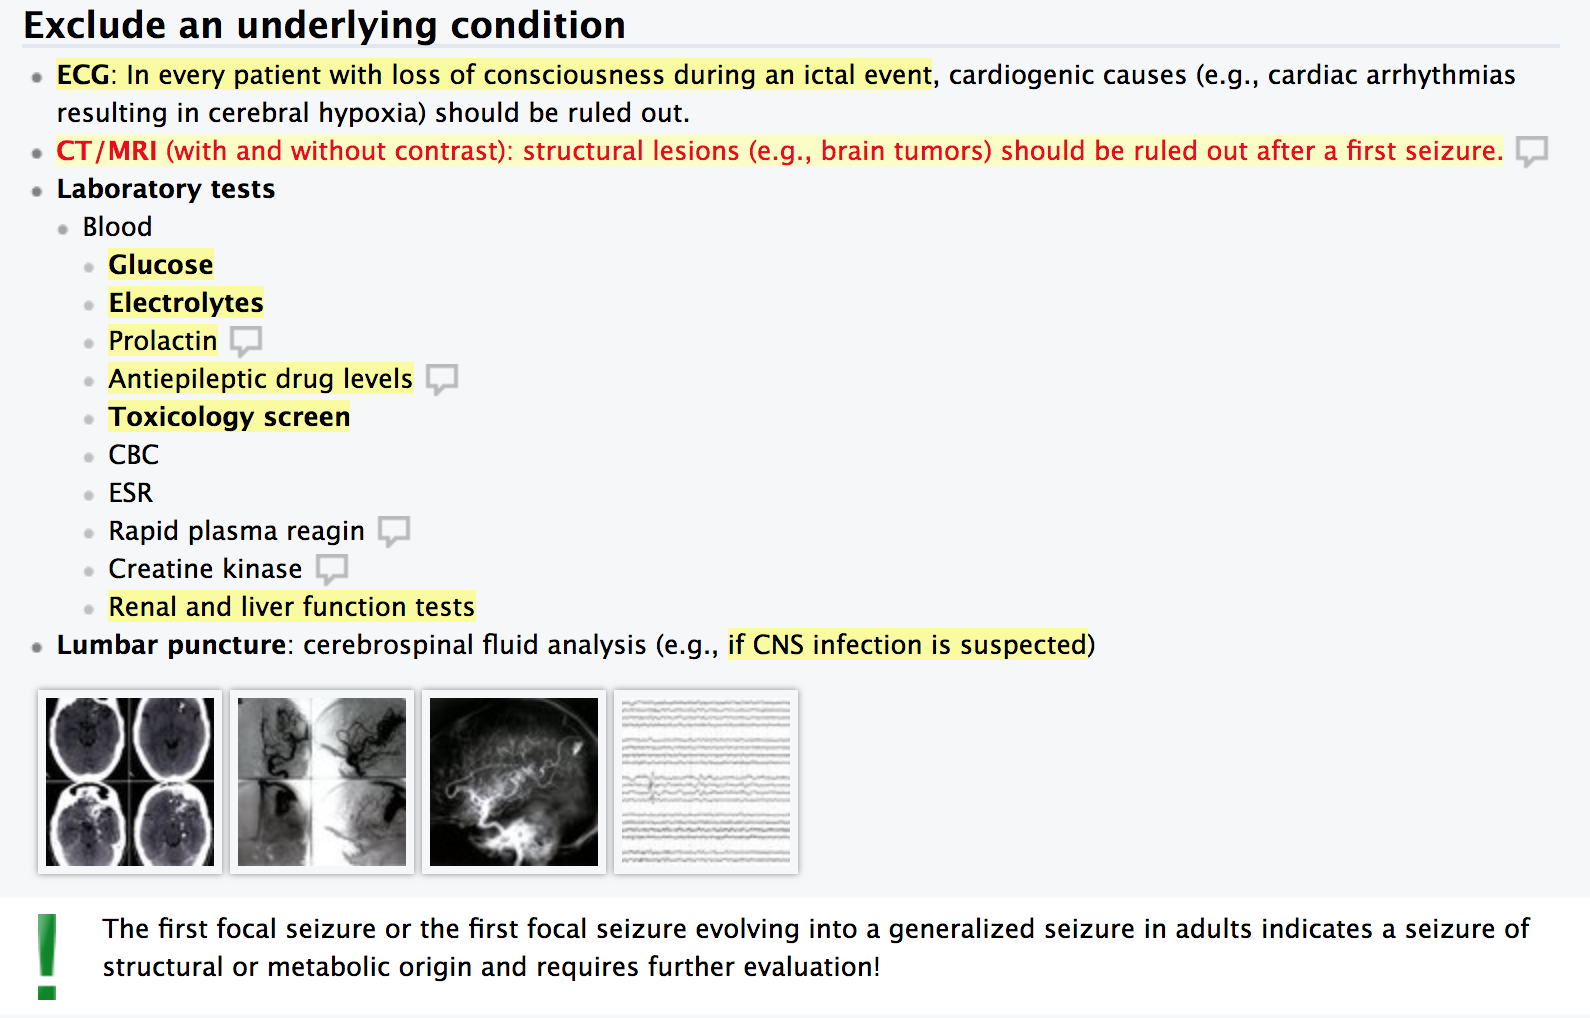 Exclude an underlying condition
ECG: In every patient with loss of consciousness during an ictal event, cardiogenic causes (e.g., cardiac arrhythmias
resulting in cerebral hypoxia) should be ruled out.
CT/MRI (with and without contrast): structural lesions (e.g., brain tumors) should be ruled out after a first seizure.
Laboratory tests
Blood
Glucose
Electrolytes
Prolactin
Antiepileptic drug levels
Toxicology screen
CBC
ESR
Rapid plasma reagin
Creatine kinase
Renal and liver function tests
Lumbar puncture: cerebrospinal fluid analysis (e.g., if CNS infection is suspected)
The first focal seizure or the first focal seizure evolving into a generalized seizure in adults indicates a seizure of
structural or metabolic origin and requires further evaluation!